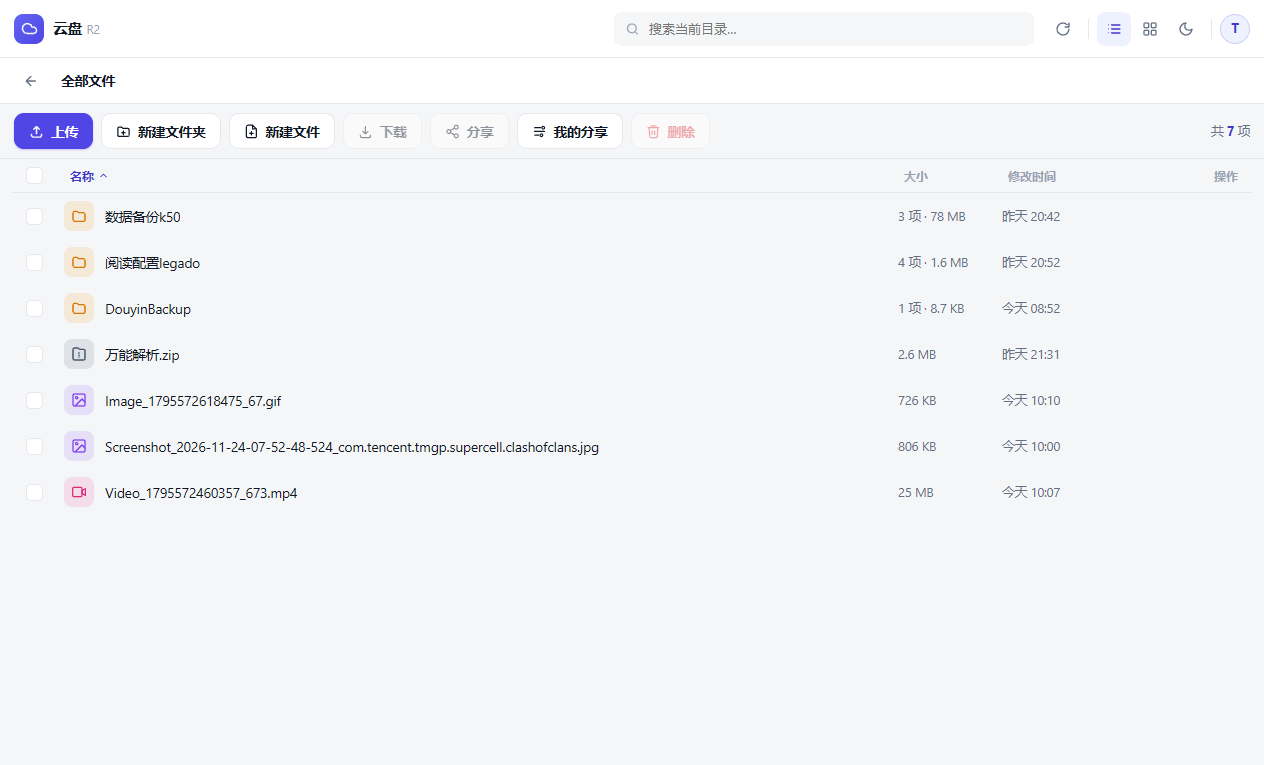 云盘 R2
搜索当前目录...
T
全部文件
上传 新建文件夹 新建文件 下载 分享 我的分享 删除 共 7 项
名称 大小 修改时间 操作
数据备份k50 3 项 · 78 MB 昨天 20:42
阅读配置legado 4 项 · 1.6 MB 昨天 20:52
DouyinBackup 1 项 · 8.7 KB 今天 08:52
万能解析.zip 2.6 MB 昨天 21:31
Image_1795572618475_67.gif 726 KB 今天 10:10
Screenshot_2026-11-24-07-52-48-524_com.tencent.tmgp.supercell.clashofclans.jpg 806 KB 今天 10:00
Video_1795572460357_673.mp4 25 MB 今天 10:07